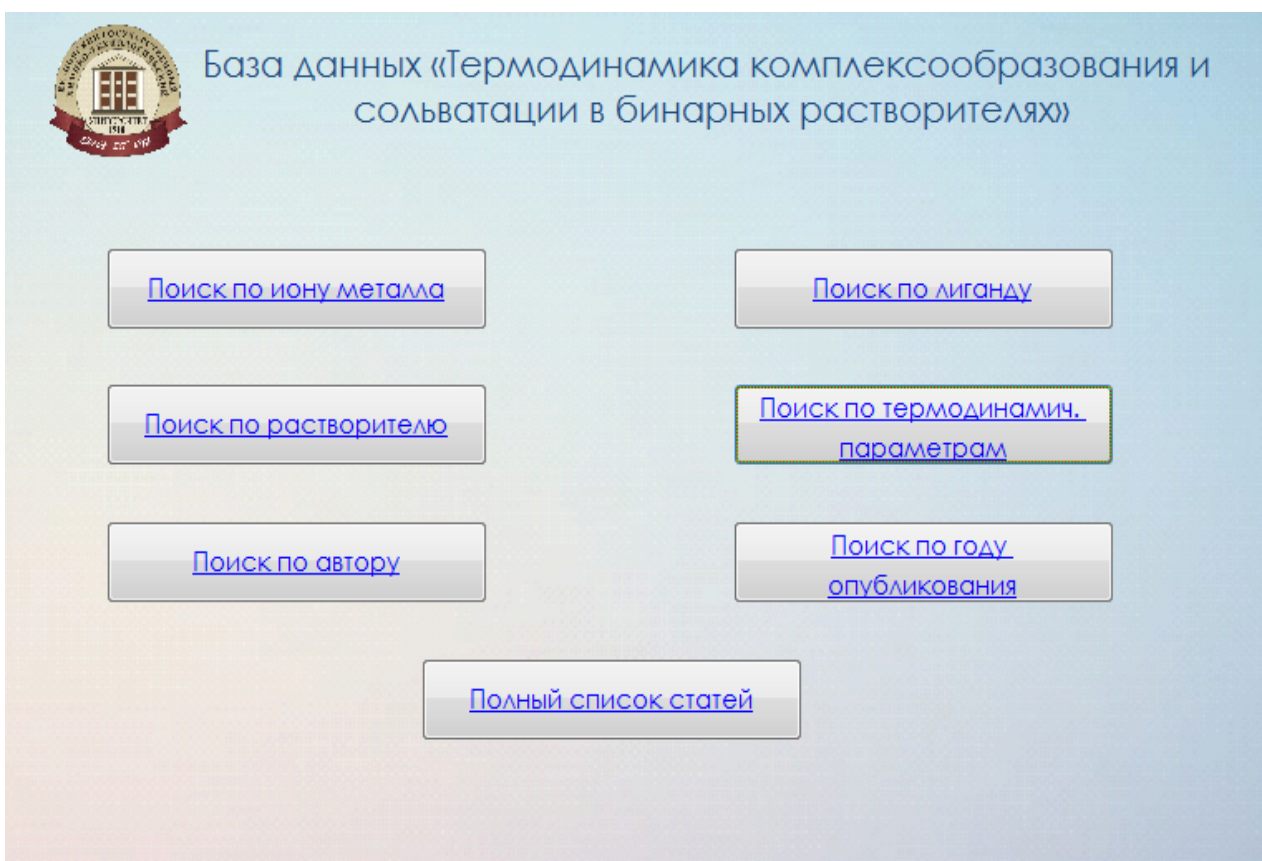 База данных «Термодинамика комплексообразования и
сольватации в бинарных растворителях»
УНИВЕРСИТЕТ
Поиск по иону металла
Поиск по лиганду
Поиск по растворителю
Поиск по термодинамич.
параметрам
Поиск по автору
Поиск по году
опубликования
Полный список статей